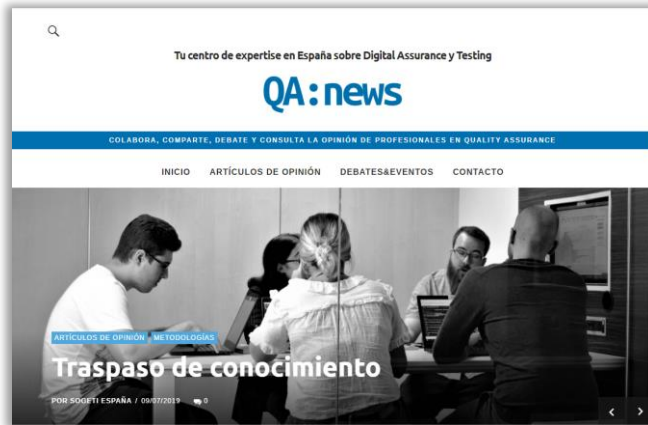 Tu centro de expertise en España sobre Digital Assurance y Testing
QA:news
COLABORA, COMPARTE, DEBATE Y CONSULTA LA OPINIÓN DE PROFESIONALES EN QUALITY ASSURANCE
INICIO ARTÍCULOS DE OPINIÓN DEBATES&EVENTOS CONTACTO
ARTÍCULOS DE OPINIÓN METODOLOGÍAS
Traspaso de conocimiento
POR SOGETI ESPAÑA / 09/07/2019 0